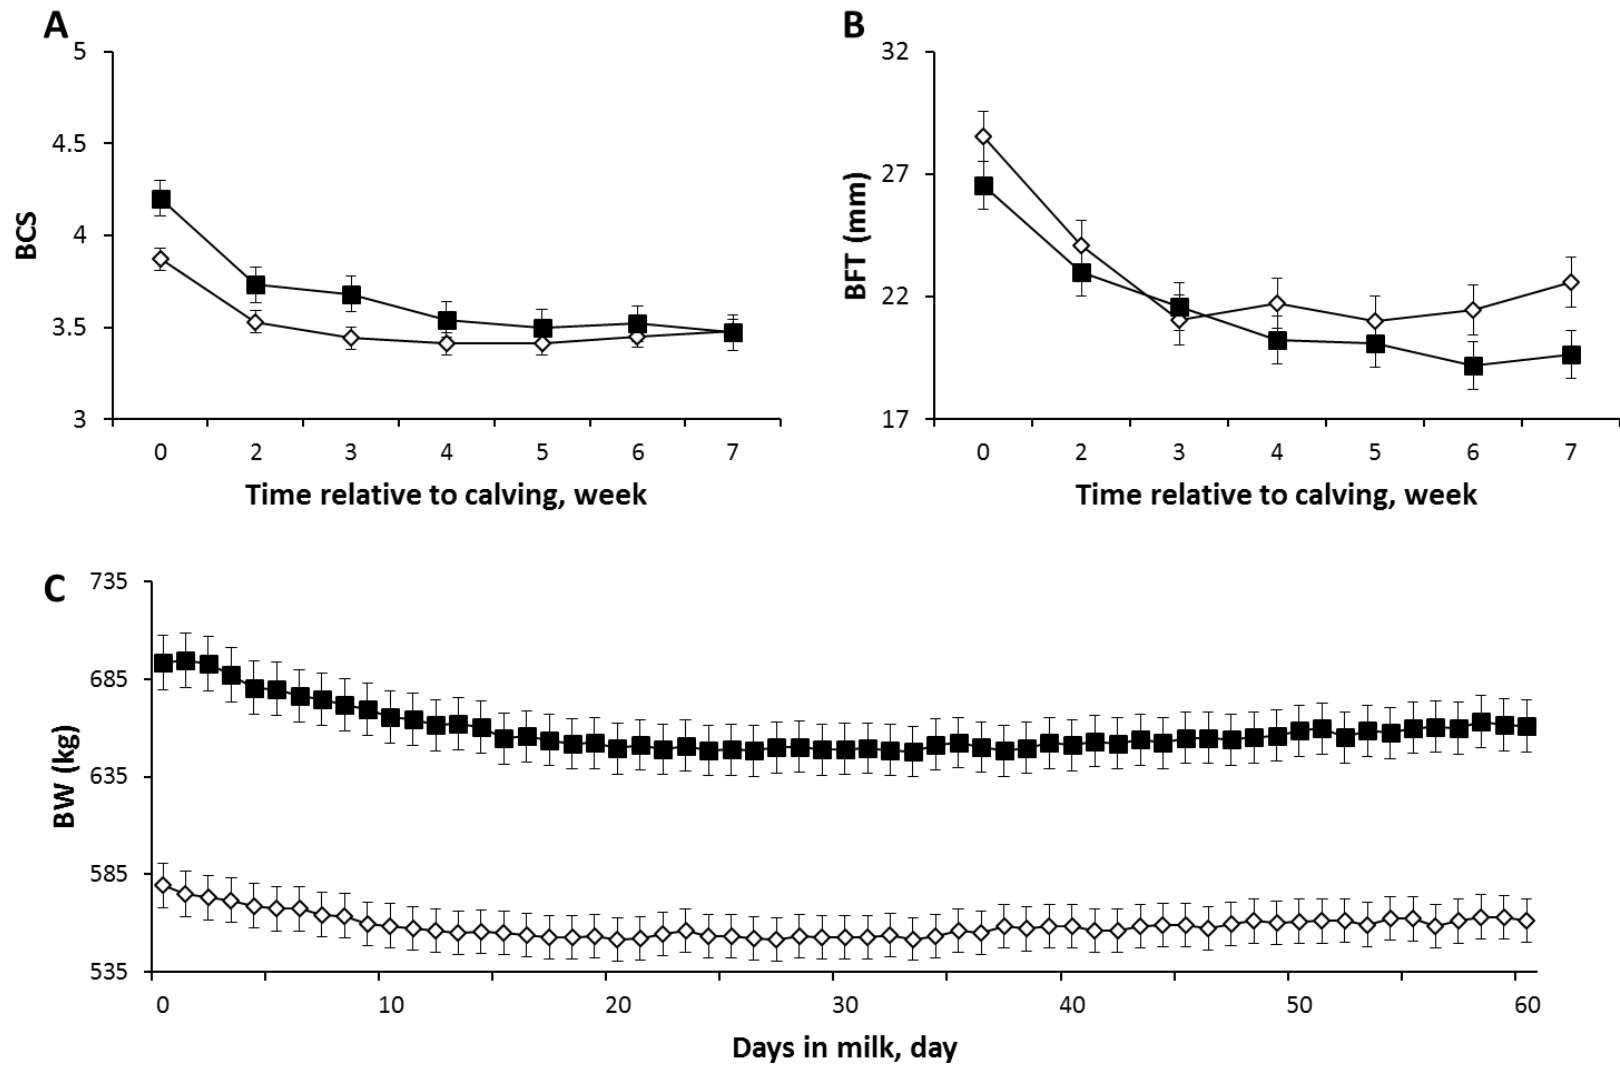 A
5
4.5
4
3.5
3
BCS
0 2 3 4 5 6 7
Time relative to calving, week
B
32
27
22
17
BFT (mm)
0 2 3 4 5 6 7
Time relative to calving, week
C
735
685
635
585
535
BW (kg)
0 10 20 30 40 50 60
Days in milk, day